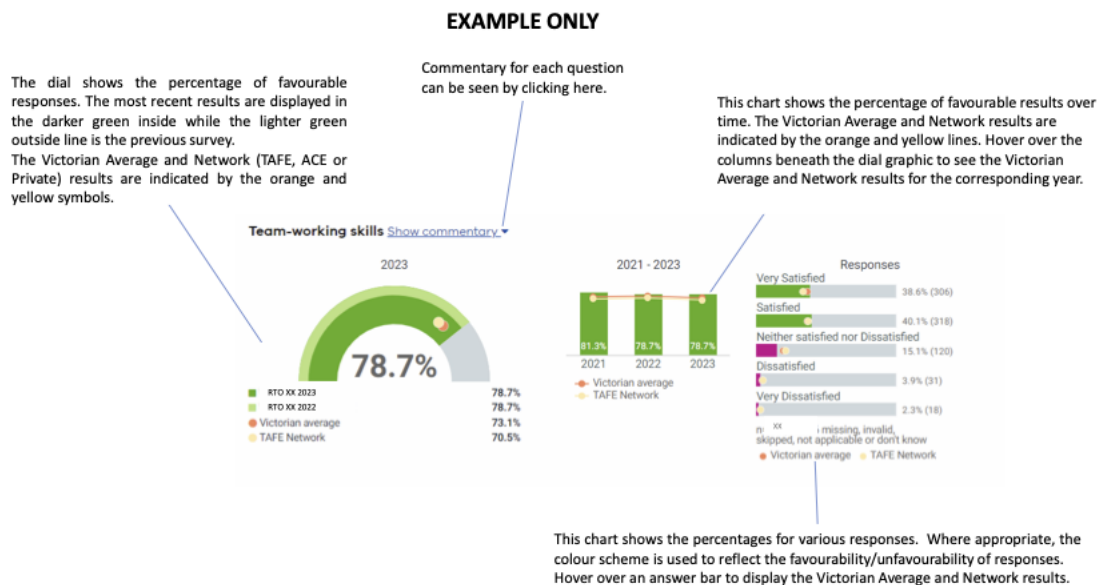 EXAMPLE ONLY
The dial shows the percentage of favourable
responses. The most recent results are displayed in
the darker green inside while the lighter green
outside line is the previous survey.
The Victorian Average and Network (TAFE, ACE or
Private) results are indicated by the orange and
yellow symbols.
Commentary for each question
can be seen by clicking here.
This chart shows the percentage of favourable results over
time. The Victorian Average and Network results are
indicated by the orange and yellow lines. Hover over the
columns beneath the dial graphic to see the Victorian
Average and Network results for the corresponding year.
Team-working skills Show commentary
2023
78.7%
RTO XX 2023 78.7%
RTO XX 2022 78.7%
Victorian average 73.1%
TAFE Network 70.5%
2021 - 2023
81.3% 78.7% 78.7%
2021 2022 2023
Victorian average
TAFE Network
Responses
Very Satisfied
38.6% (306)
Satisfied
40.1% (318)
Neither satisfied nor Dissatisfied
15.1% (120)
Dissatisfied
3.9% (31)
Very Dissatisfied
2.3% (18)
xx missing, invalid,
skipped, not applicable or don't know
Victorian average TAFE Network
This chart shows the percentages for various responses. Where appropriate, the
colour scheme is used to reflect the favourability/unfavourability of responses.
Hover over an answer bar to display the Victorian Average and Network results.